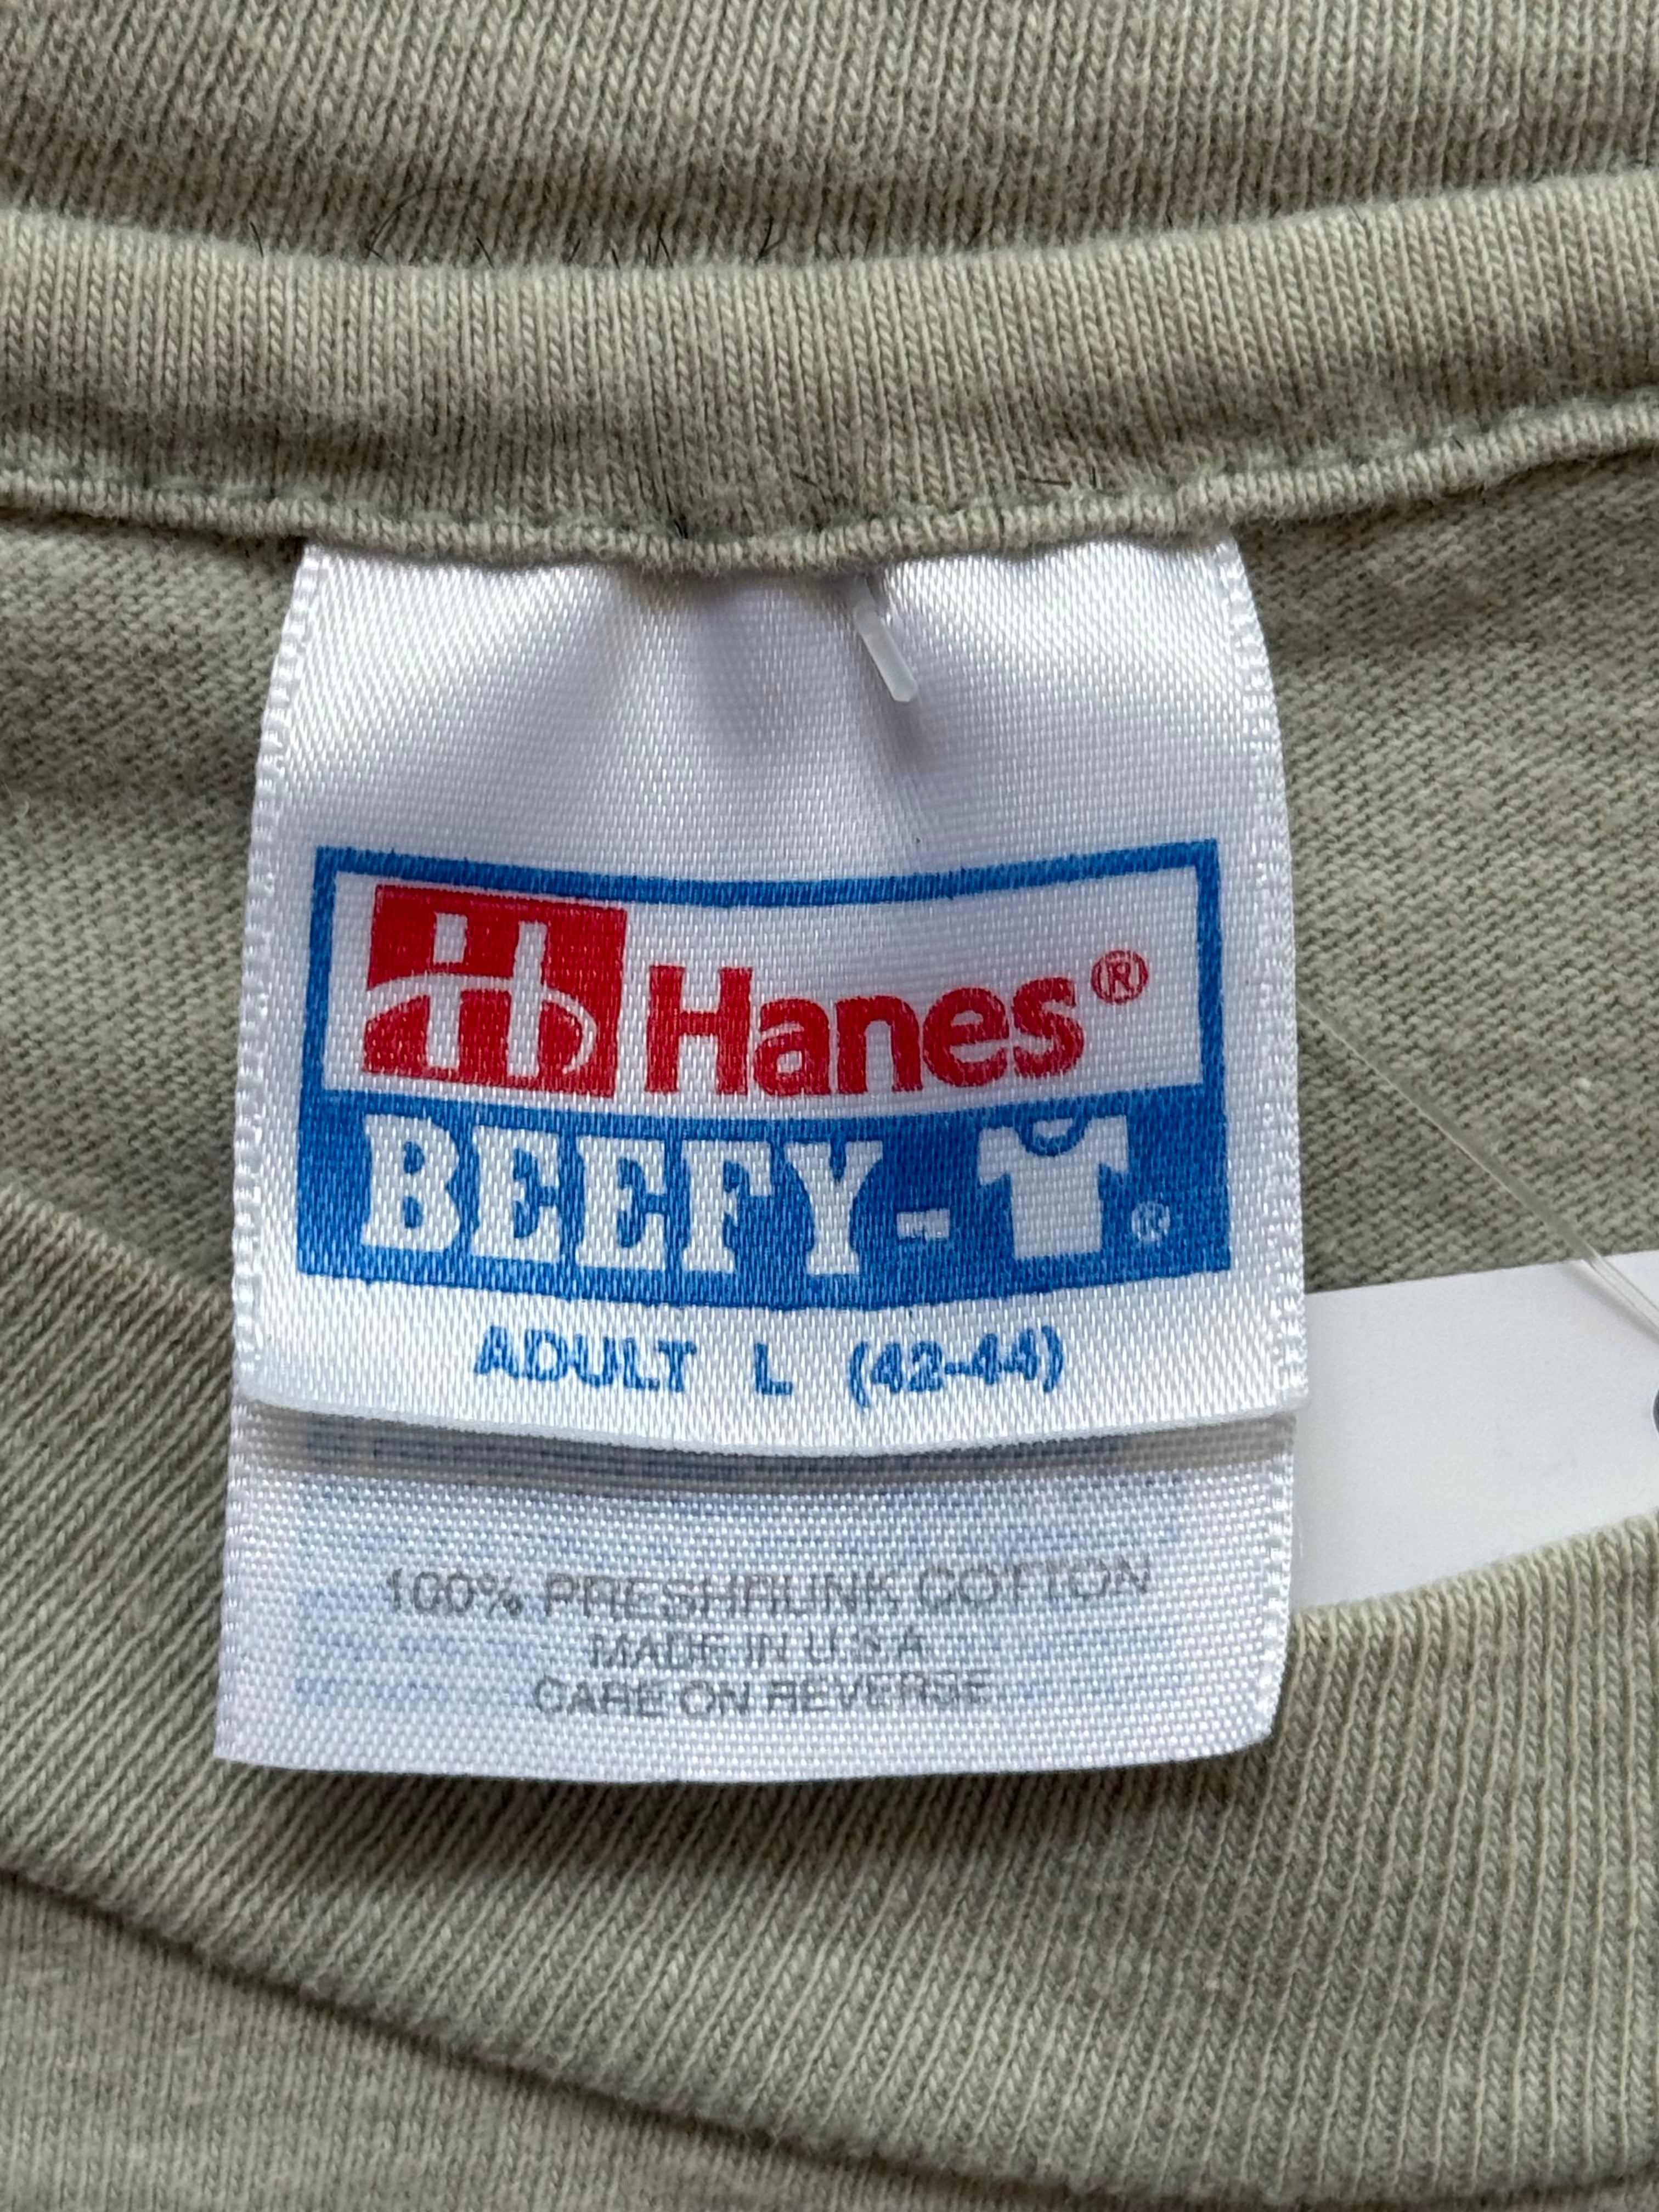 Hanes®
BEEFY-T®
ADULT L (42-44)
100% PRESHRUNK COTTON
MADE IN U.S.A.
CARE ON REVERSE